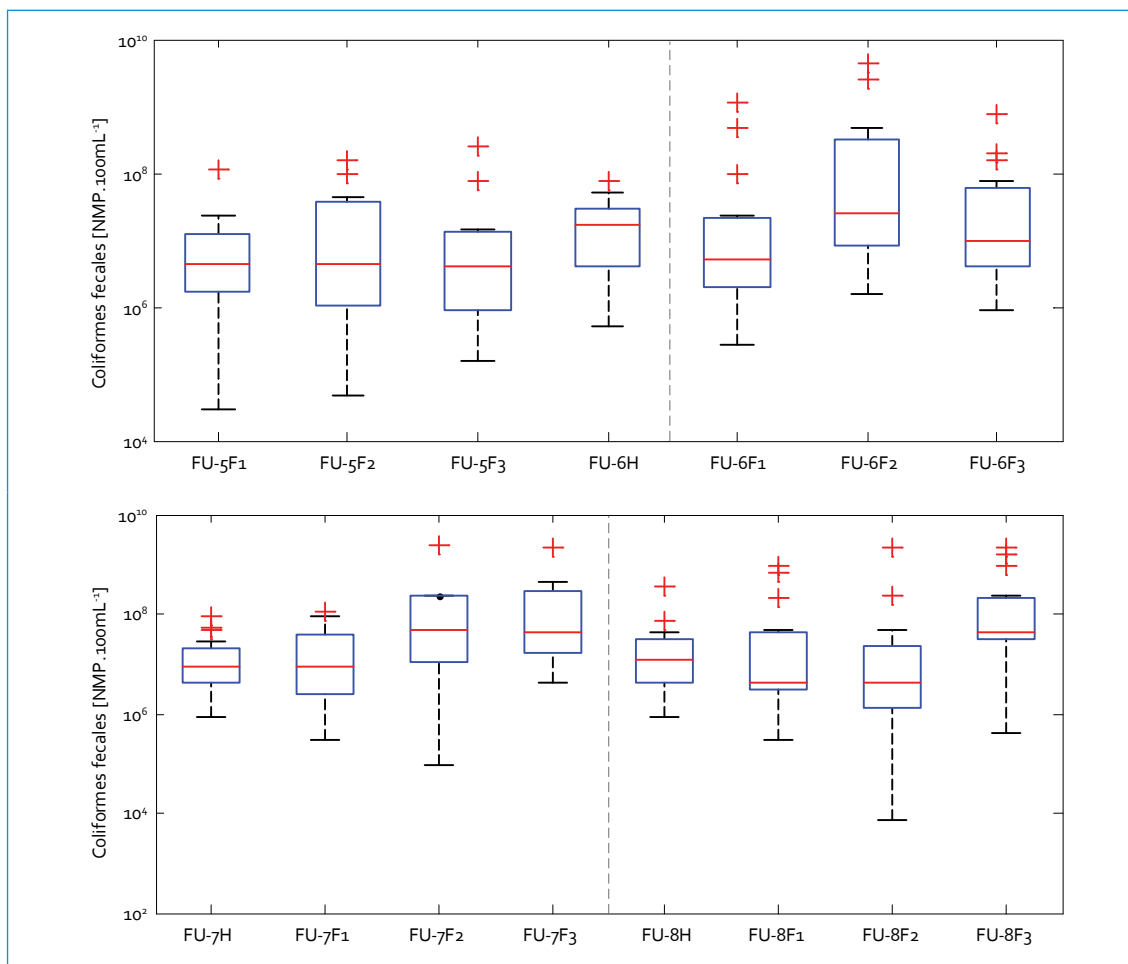 10¹⁰
10⁸
10⁶
10⁴
Coliformes fecales [NMP.100mL⁻¹]
FU-5F1 FU-5F2 FU-5F3 FU-6H FU-6F1 FU-6F2 FU-6F3
10¹⁰
10⁸
10⁶
10⁴
10²
Coliformes fecales [NMP.100mL⁻¹]
FU-7H FU-7F1 FU-7F2 FU-7F3 FU-8H FU-8F1 FU-8F2 FU-8F3